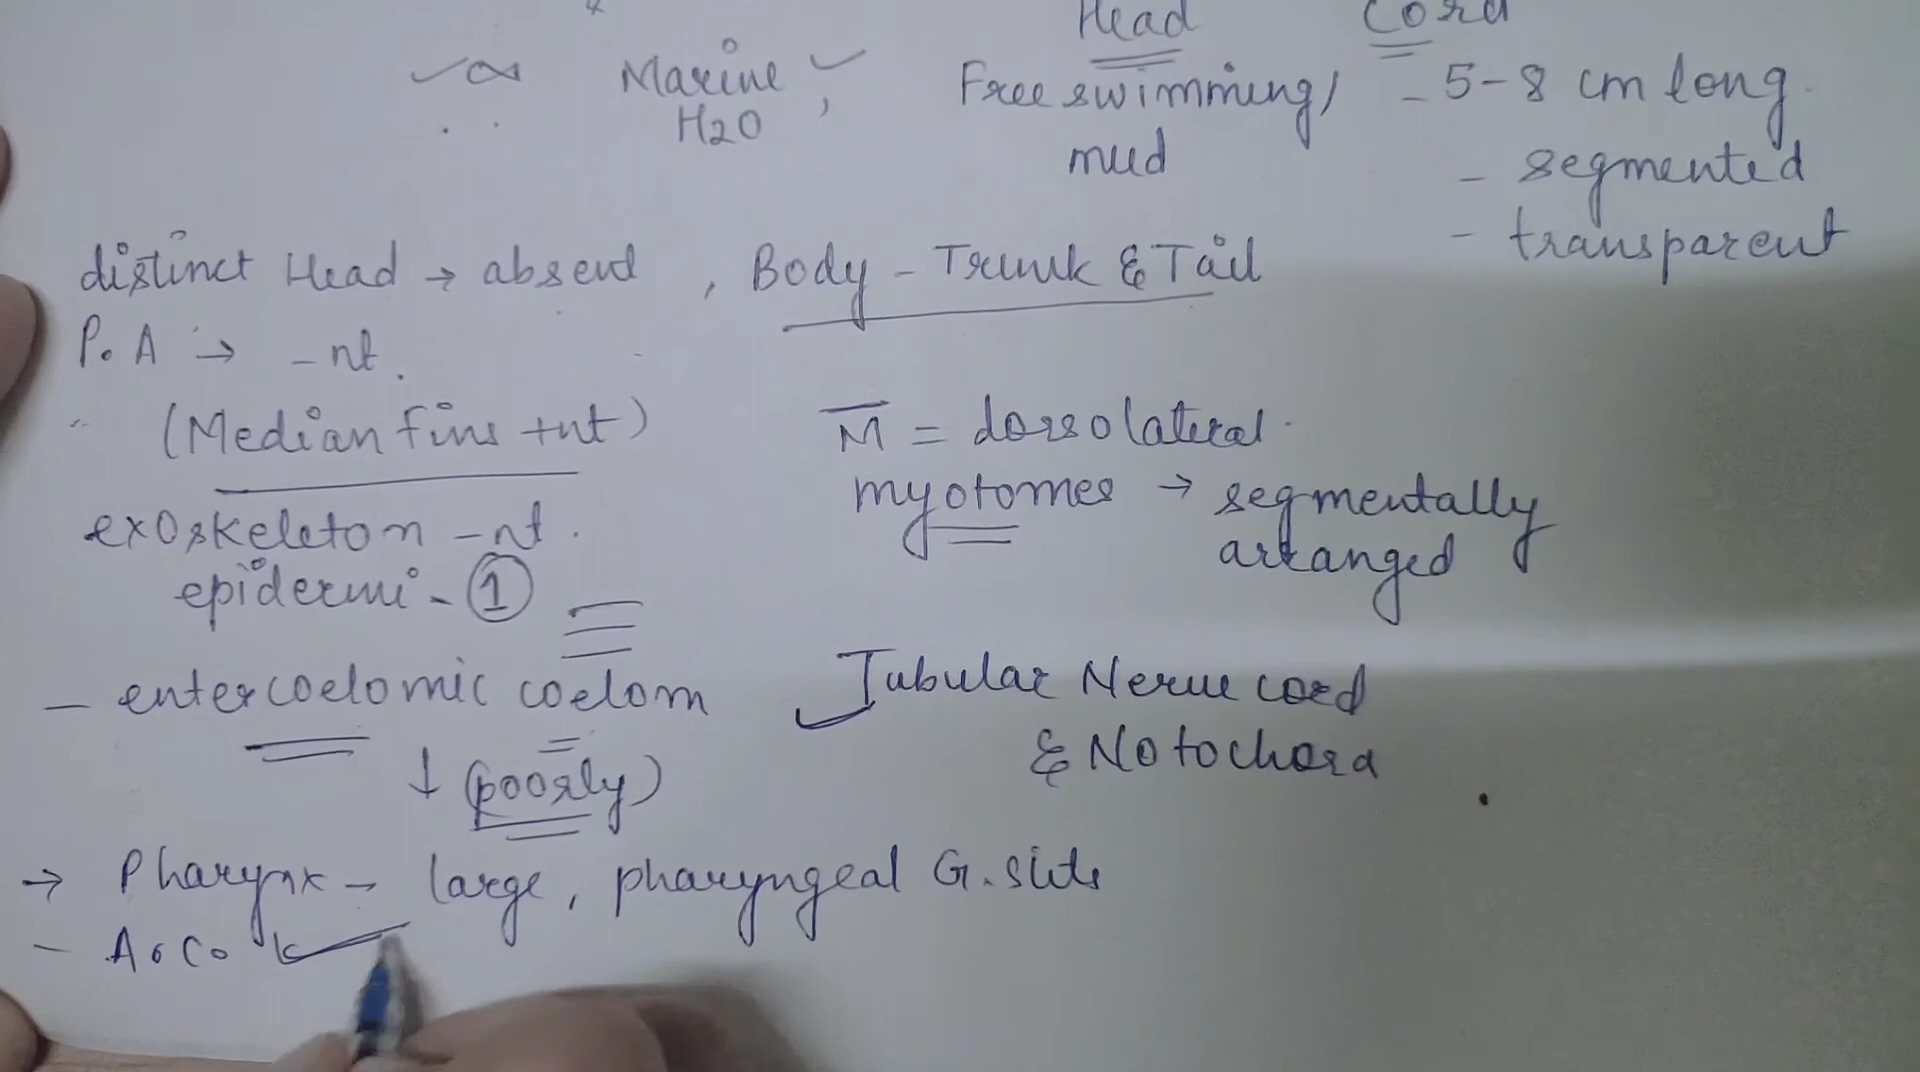 Head Cord
Marine, Free swimming/ - 5-8 cm long.
H2O mud - segmented
- transparent
distinct Head → absent, Body - Trunk & Tail
P.A → -nt.
(Median fins +nt) M = dorsolateral
myotomes → segmentally
arranged
exoskeleton -nt.
epidermi - 1
- entercoelomic coelom Tubular Nerve cord
& Notochord
↓ (poorly)
→ Pharynx → large, pharyngeal G. slits
- A.C.